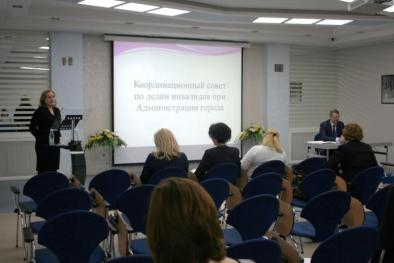 Координационный совет
по делам инвалидов при
Администрации города